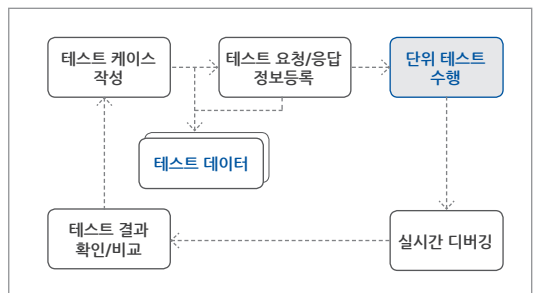 테스트 케이스
작성
테스트 요청/응답
정보등록
단위 테스트
수행
테스트 데이터
테스트 결과
확인/비교
실시간 디버깅